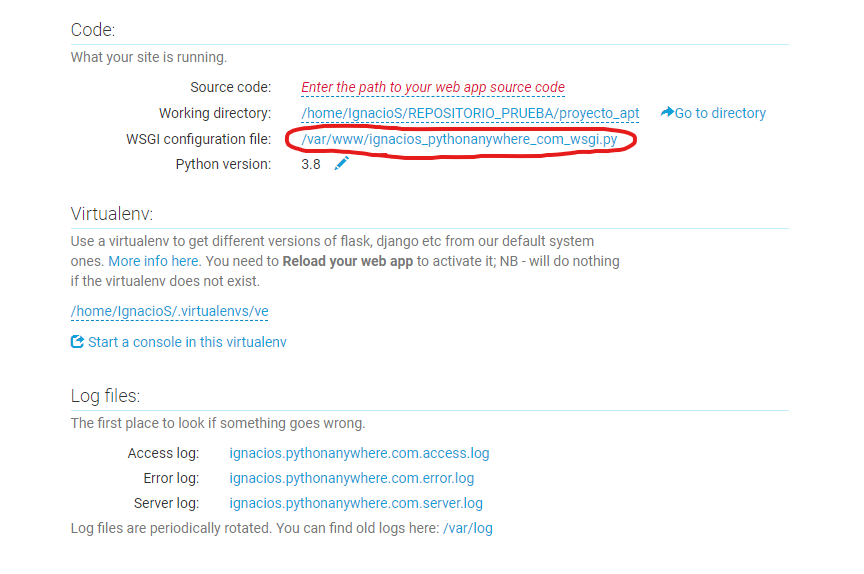 Code:
What your site is running.
Source code: Enter the path to your web app source code
Working directory: /home/IgnacioS/REPOSITORIO_PRUEBA/proyecto_apt Go to directory
WSGI configuration file: /var/www/ignacios_pythonanywhere_com_wsgi.py
Python version: 3.8
Virtualenv:
Use a virtualenv to get different versions of flask, django etc from our default system
ones. More info here. You need to Reload your web app to activate it; NB - will do nothing
if the virtualenv does not exist.
/home/IgnacioS/.virtualenvs/ve
Start a console in this virtualenv
Log files:
The first place to look if something goes wrong.
Access log: ignacios.pythonanywhere.com.access.log
Error log: ignacios.pythonanywhere.com.error.log
Server log: ignacios.pythonanywhere.com.server.log
Log files are periodically rotated. You can find old logs here: /var/log